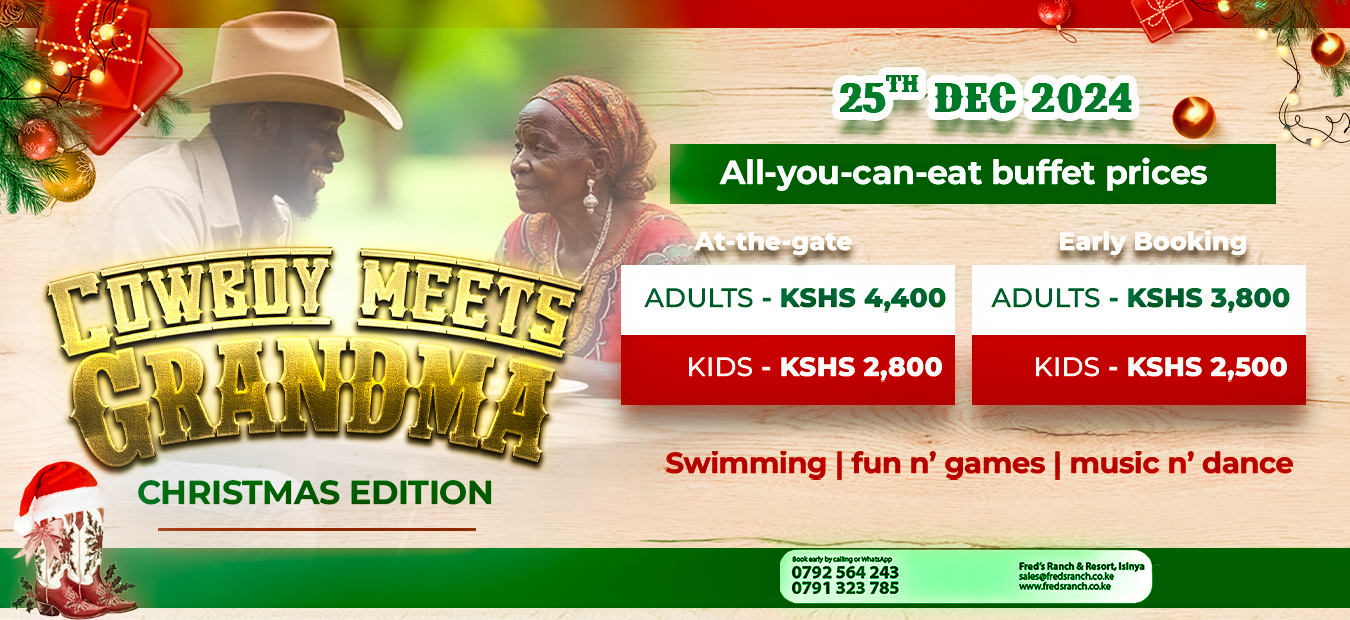 25TH DEC 2024
All-you-can-eat buffet prices
At-the-gate
ADULTS - KSHS 4,400
KIDS - KSHS 2,800
Early Booking
ADULTS - KSHS 3,800
KIDS - KSHS 2,500
COWBOY MEETS
GRANDMA
CHRISTMAS EDITION
Swimming | fun n’ games | music n’ dance
Book early by calling or WhatsApp
0792 564 243
0791 323 785
Fred's Ranch & Resort, Isinya
sales@fredsranch.co.ke
www.fredsranch.co.ke